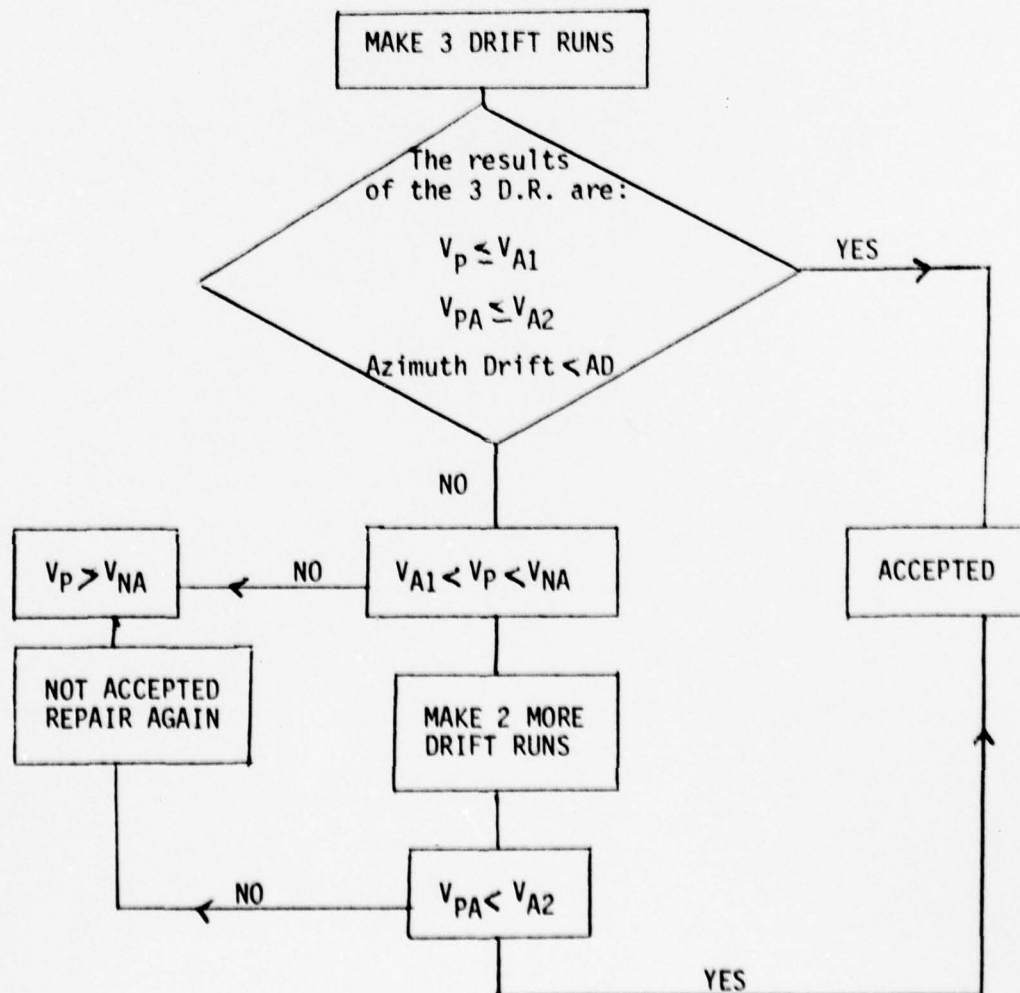 MAKE 3 DRIFT RUNS
The results
of the 3 D.R. are:
V_P ≤ V_A1
V_PA ≤ V_A2
Azimuth Drift < AD
YES
NO
V_P > V_NA
NO
V_A1 < V_P < V_NA
ACCEPTED
NOT ACCEPTED
REPAIR AGAIN
MAKE 2 MORE
DRIFT RUNS
NO
V_PA < V_A2
YES